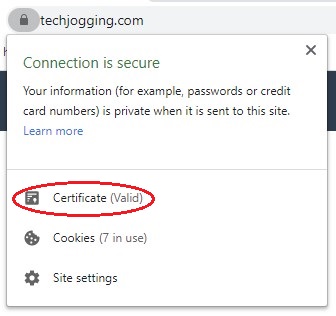 techjogging.com
Connection is secure
Your information (for example, passwords or credit
card numbers) is private when it is sent to this site.
Learn more
Certificate (Valid)
Cookies (7 in use)
Site settings